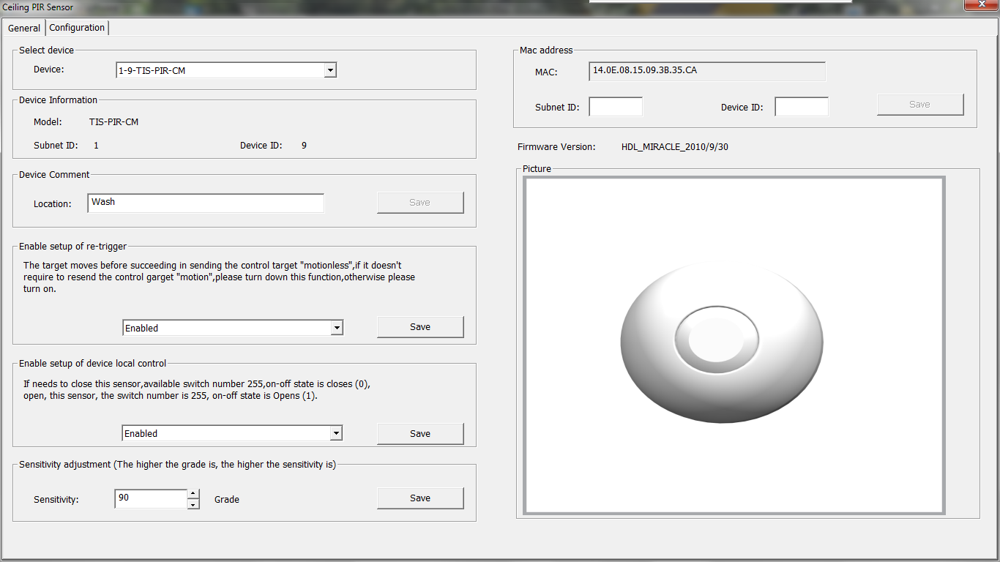 Ceiling PIR Sensor
General
Configuration
Select device
Device:
1-9-TIS-PIR-CM
Device Information
Model:
TIS-PIR-CM
Subnet ID:
1
Device ID:
9
Device Comment
Location:
Wash
Save
Enable setup of re-trigger
The target moves before succeeding in sending the control target "motionless",if it doesn't
require to resend the control garget "motion",please turn down this function,otherwise please
turn on.
Enabled
Save
Enable setup of device local control
If needs to close this sensor,available switch number 255,on-off state is closes (0),
open, this sensor, the switch number is 255, on-off state is Opens (1).
Enabled
Save
Sensitivity adjustment (The higher the grade is, the higher the sensitivity is)
Sensitivity:
90
Grade
Save
Mac address
MAC:
14.0E.08.15.09.3B.35.CA
Subnet ID:
Device ID:
Save
Firmware Version:
HDL_MIRACLE_2010/9/30
Picture